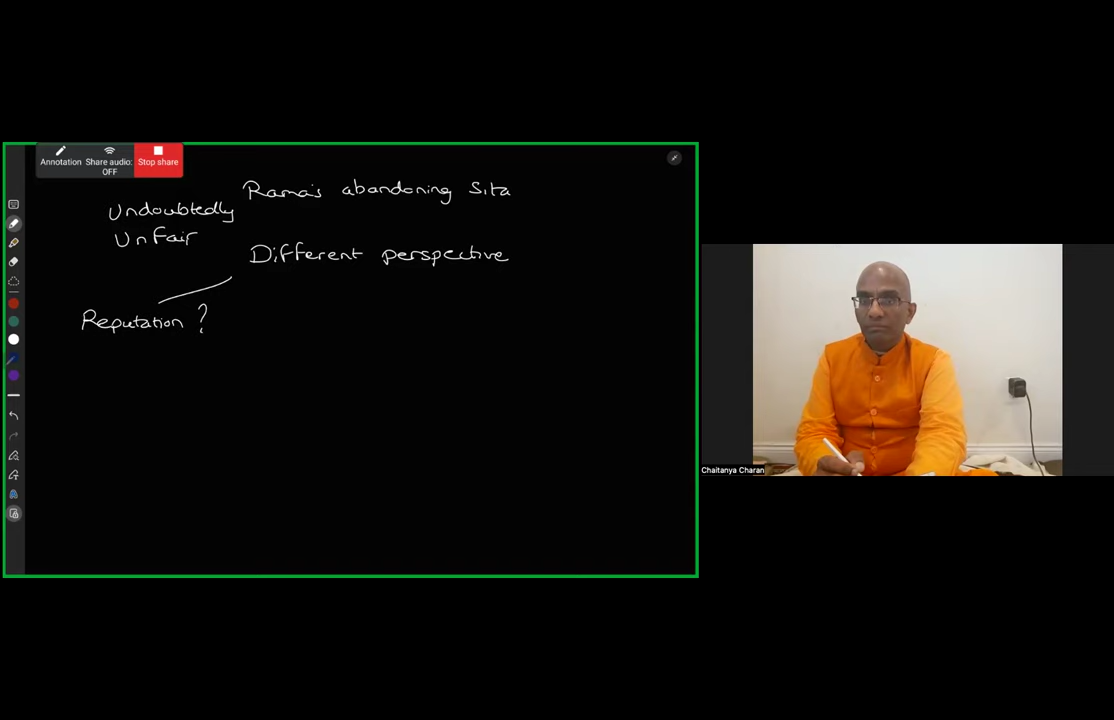 Annotation
Share audio:
OFF
Stop share
Rama's abandoning Sita
Undoubtedly
Unfair
Different perspective
Reputation ?
Chaitanya Charan